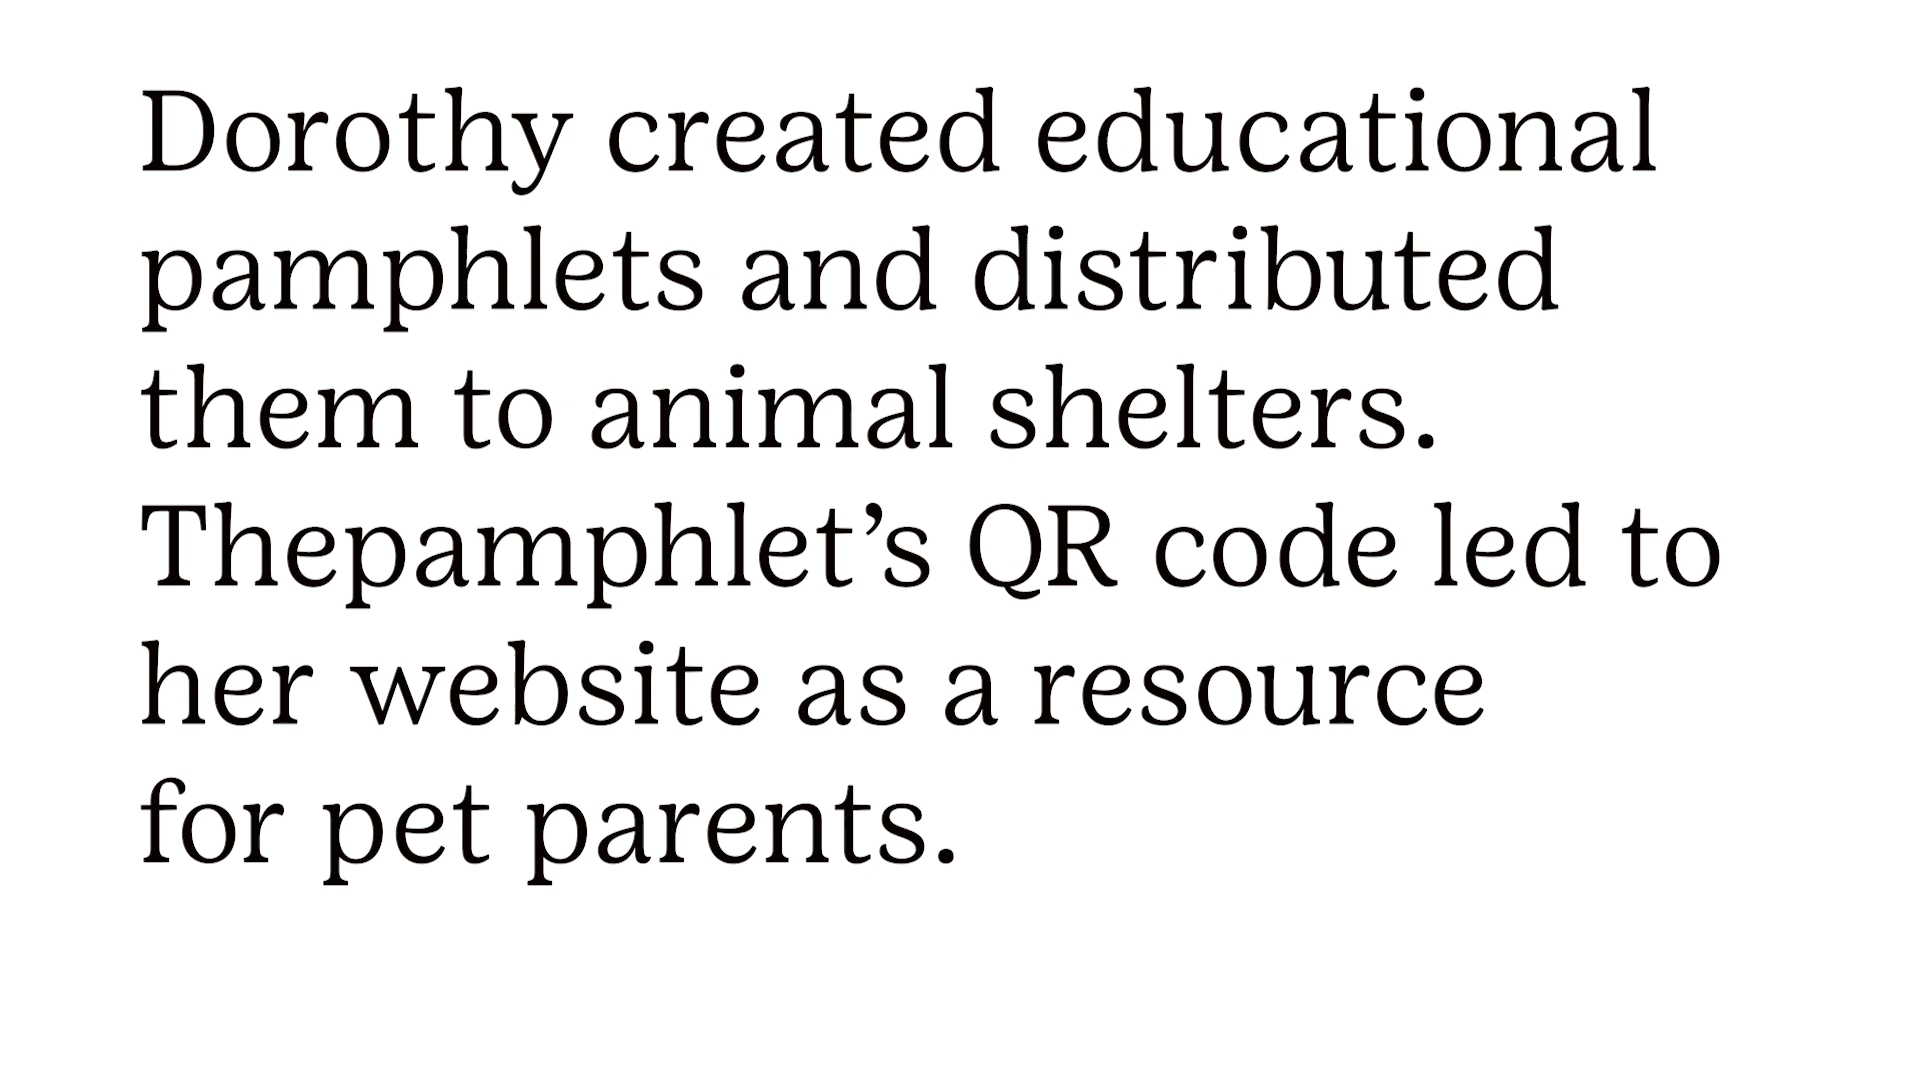 Dorothy created educational
pamphlets and distributed
them to animal shelters.
Thepamphlet’s QR code led to
her website as a resource
for pet parents.